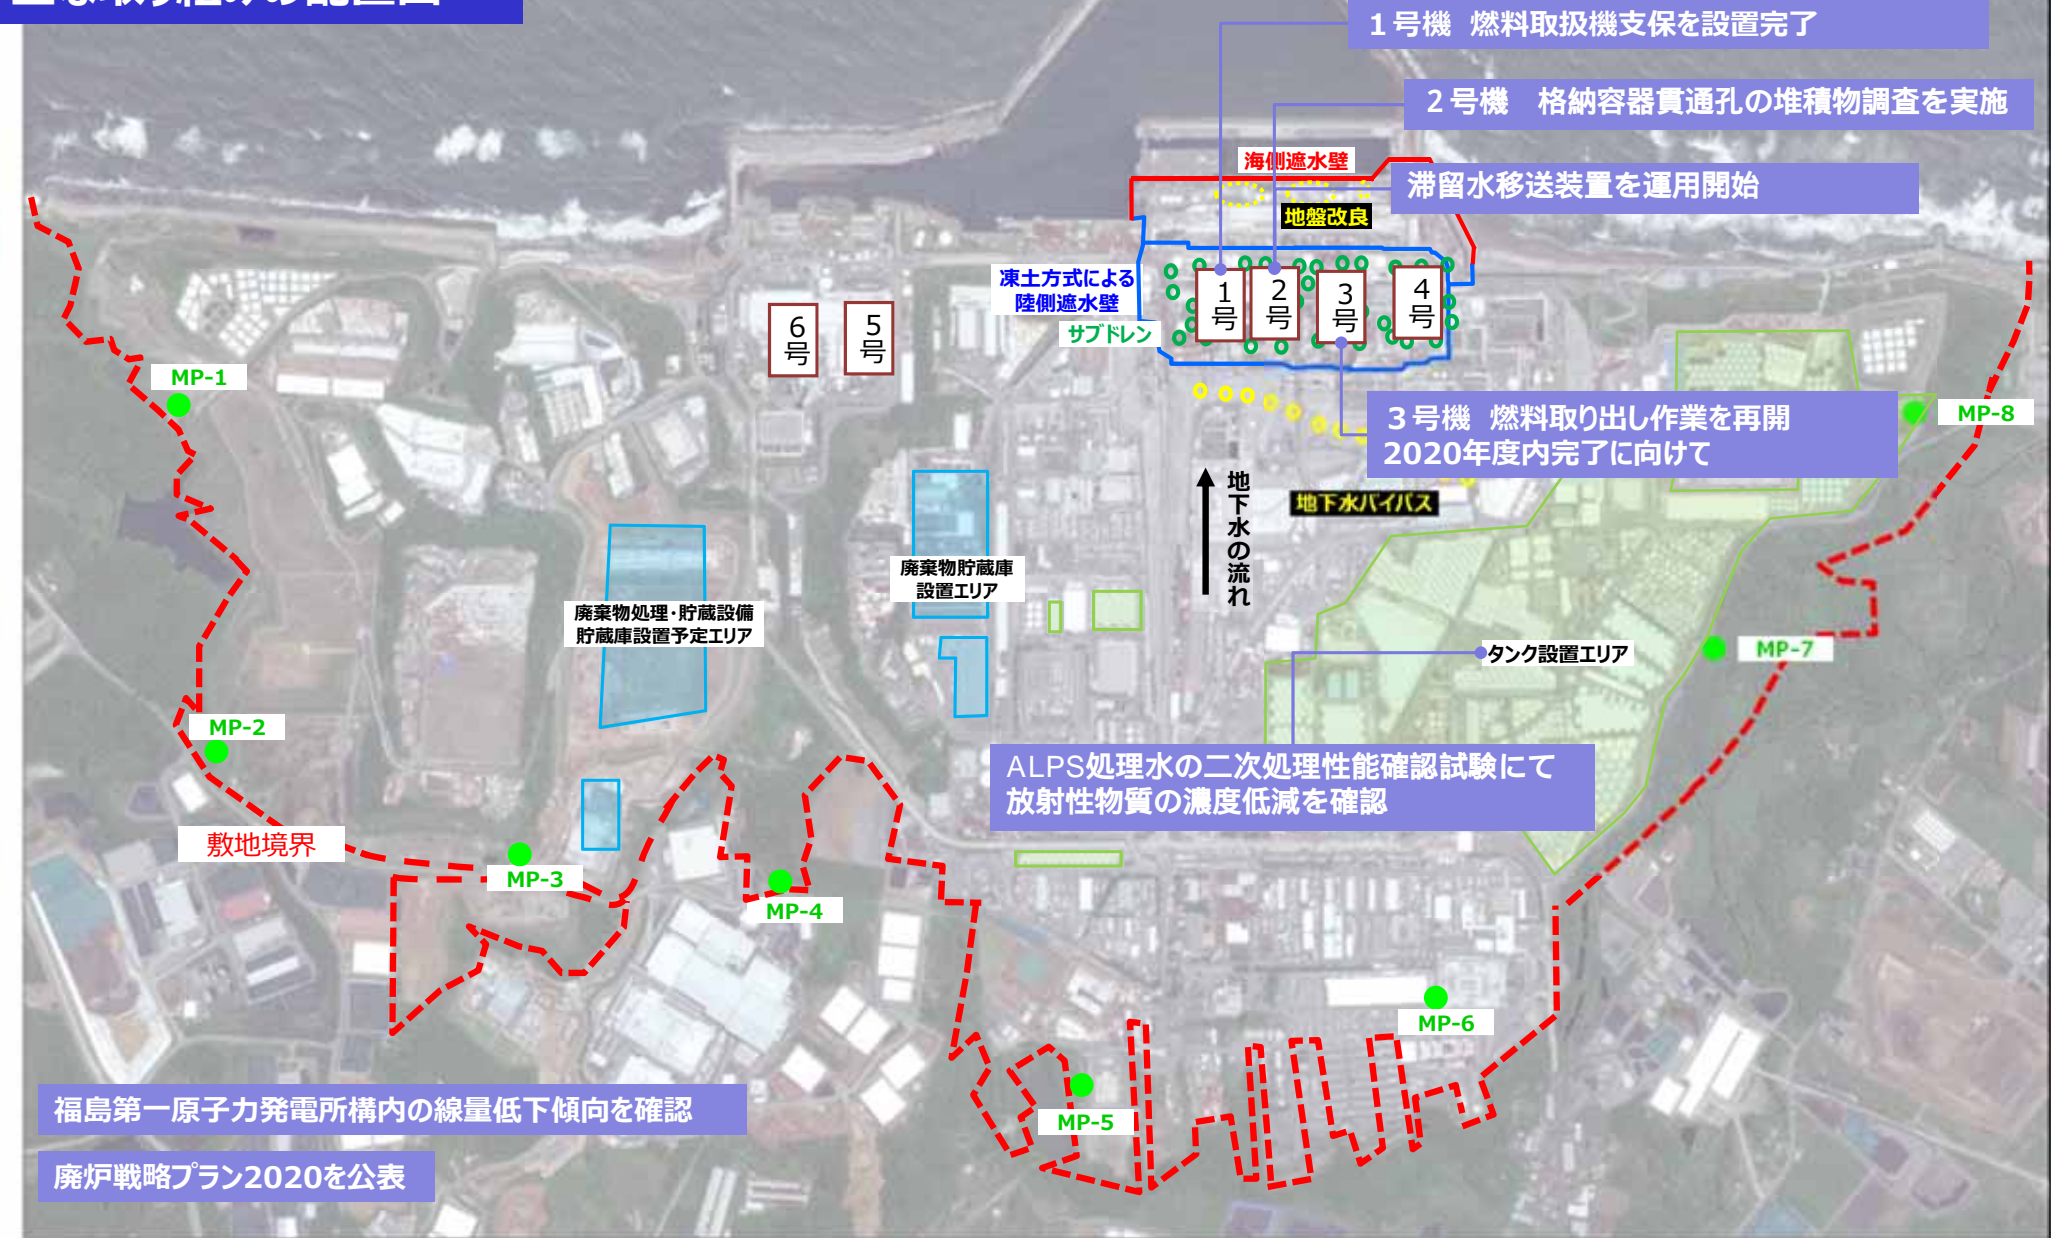 主な取り組みの配置図
1号機 燃料取扱機支保を設置完了
2号機 格納容器貫通孔の堆積物調査を実施
海側遮水壁
滞留水移送装置を運用開始
地盤改良
凍土方式による
陸側遮水壁
サブドレン
1号
2号
3号
4号
6号
5号
MP-1
3号機 燃料取り出し作業を再開
2020年度内完了に向けて
MP-8
地下水の流れ
地下水バイパス
廃棄物貯蔵庫
設置エリア
廃棄物処理・貯蔵設備
貯蔵庫設置予定エリア
タンク設置エリア
MP-7
MP-2
ALPS処理水の二次処理性能確認試験にて
放射性物質の濃度低減を確認
敷地境界
MP-3
MP-4
MP-6
MP-5
福島第一原子力発電所構内の線量低下傾向を確認
廃炉戦略プラン2020を公表